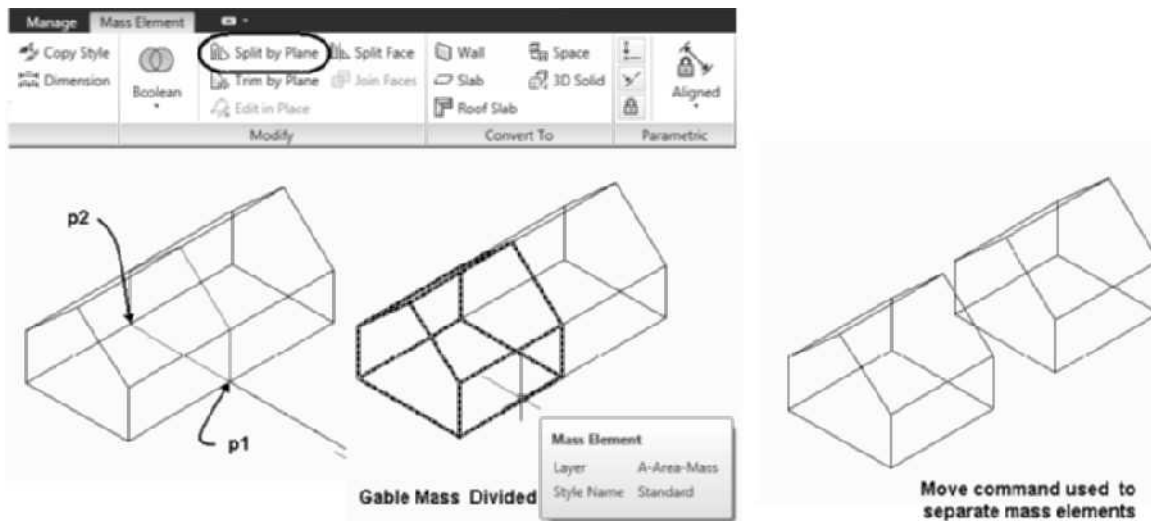 Manage Mass Element
Copy Style
Split by Plane
Split Face
Wall
Space
Dimension
Boolean
Trim by Plane
Join Faces
Slab
3D Solid
Aligned
Edit in Place
Roof Slab
Modify
Convert To
Parametric
p2
p1
Mass Element
Layer A-Area-Mass
Style Name Standard
Gable Mass Divided
Move command used to
separate mass elements